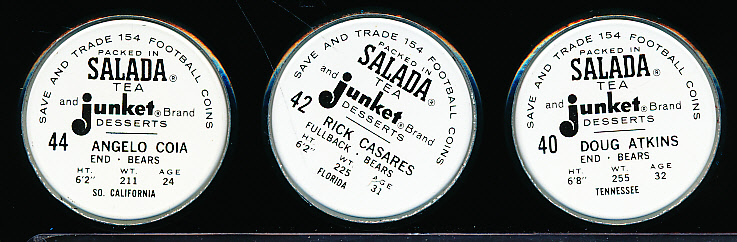 SAVE AND TRADE 154 FOOTBALL COINS
PACKED IN
SALADA®
TEA
and Junket® Brand
DESSERTS
44 ANGELO COIA
END · BEARS
HT. WT. AGE
6'2" 211 24
SO. CALIFORNIA
SAVE AND TRADE 154 FOOTBALL COINS
PACKED IN
SALADA®
TEA
and Junket® Brand
DESSERTS
42 RICK CASARES
FULLBACK · BEARS
HT. WT. AGE
6'2" 225 31
FLORIDA
SAVE AND TRADE 154 FOOTBALL COINS
PACKED IN
SALADA®
TEA
and Junket® Brand
DESSERTS
40 DOUG ATKINS
END · BEARS
HT. WT. AGE
6'8" 255 32
TENNESSEE